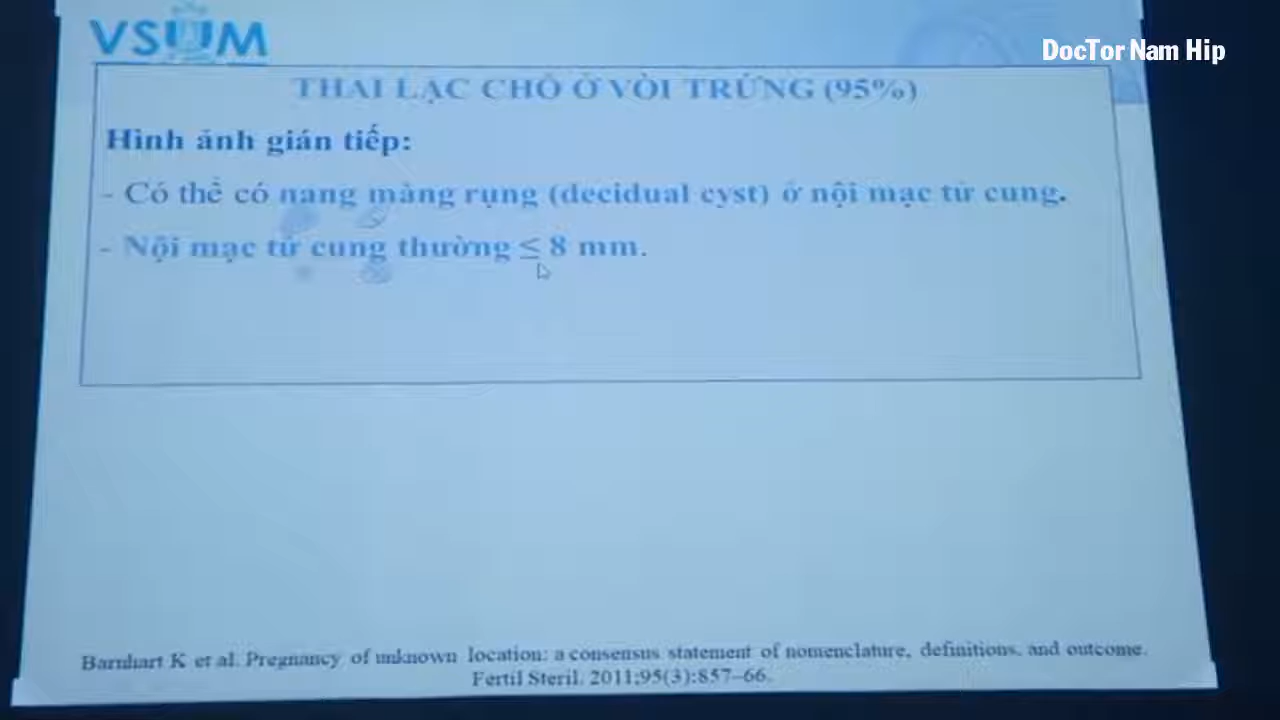 VSUM
DocTor Nam Hip
THAI LẠC CHỖ Ở VÒI TRỨNG (95%)
Hình ảnh gián tiếp:
- Có thể có nang màng rụng (decidual cyst) ở nội mạc tử cung.
- Nội mạc tử cung thường ≤ 8 mm.
Barnhart K et al. Pregnancy of unknown location: a consensus statement of nomenclature, definitions, and outcome.
Fertil Steril. 2011;95(3):857–66.